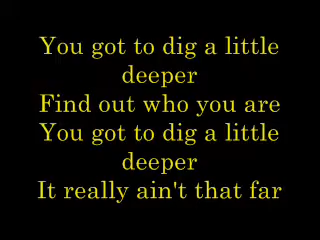 You got to dig a little
deeper
Find out who you are
You got to dig a little
deeper
It really ain't that far